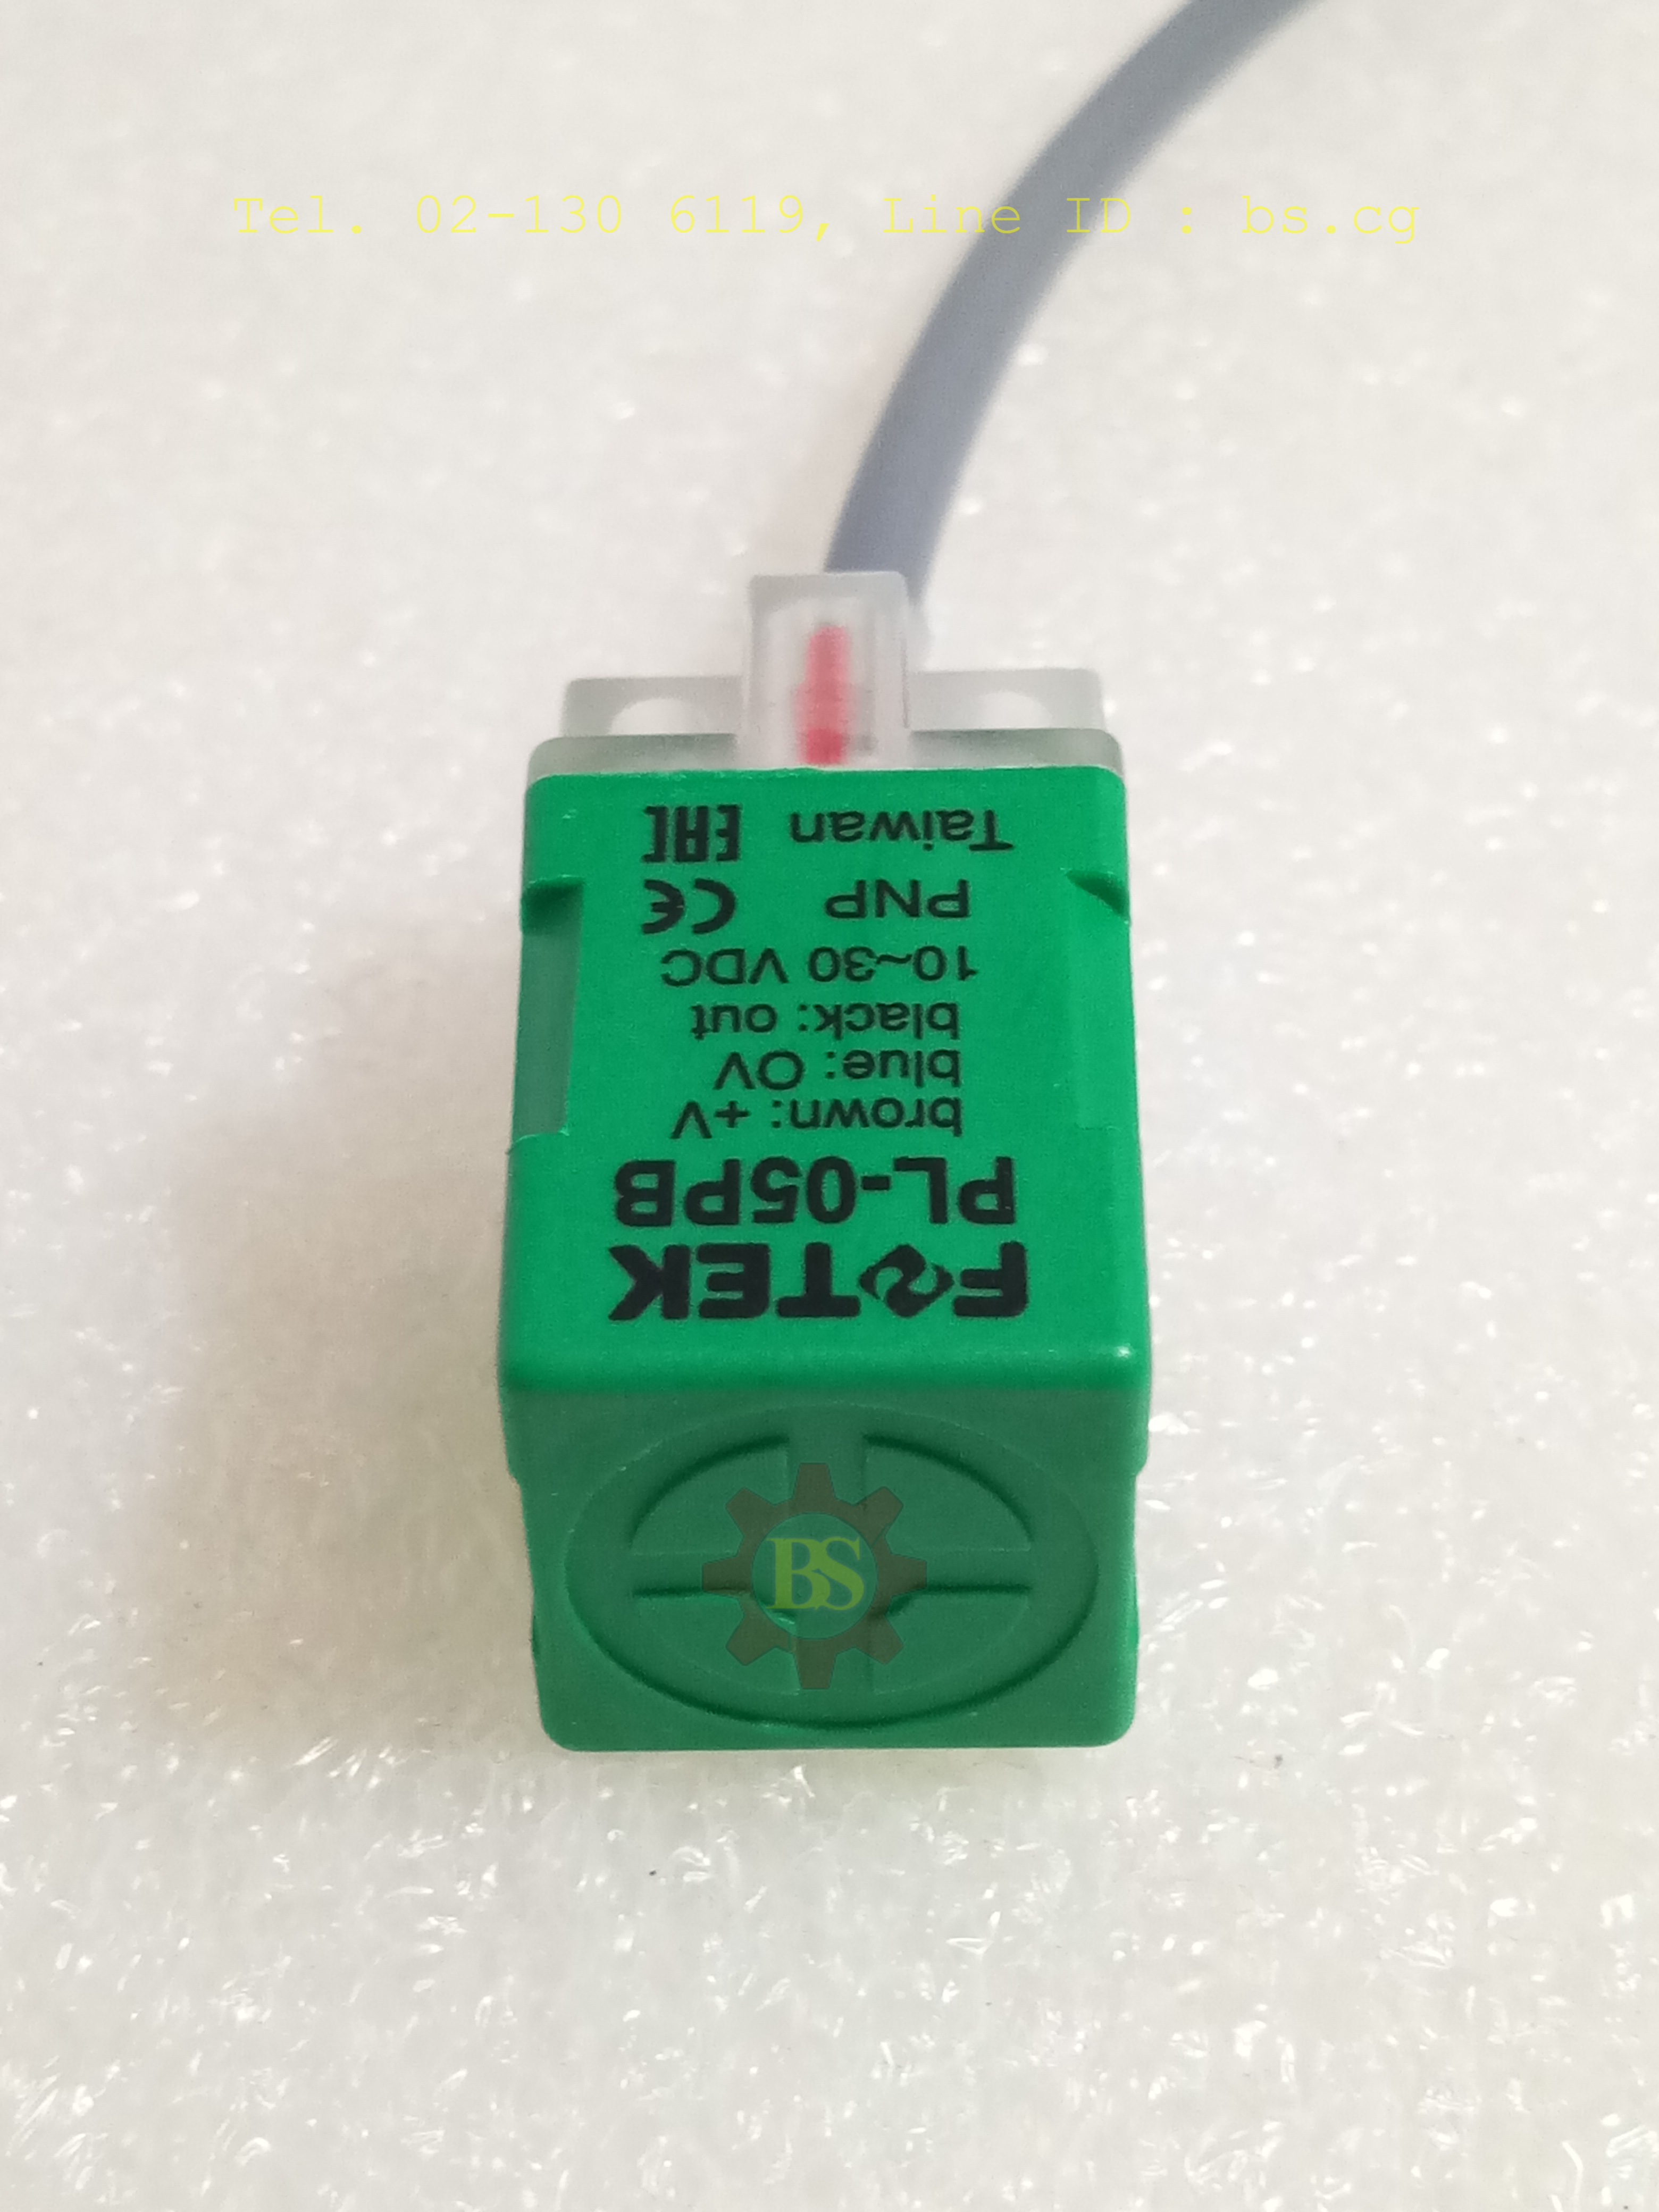 Tel. 02-130 6119, Line ID : bs.cg
FOTEK
PL-05PB
brown: +V
blue: OV
black: out
10~30 VDC
PNP CE
Taiwan EAC
BS